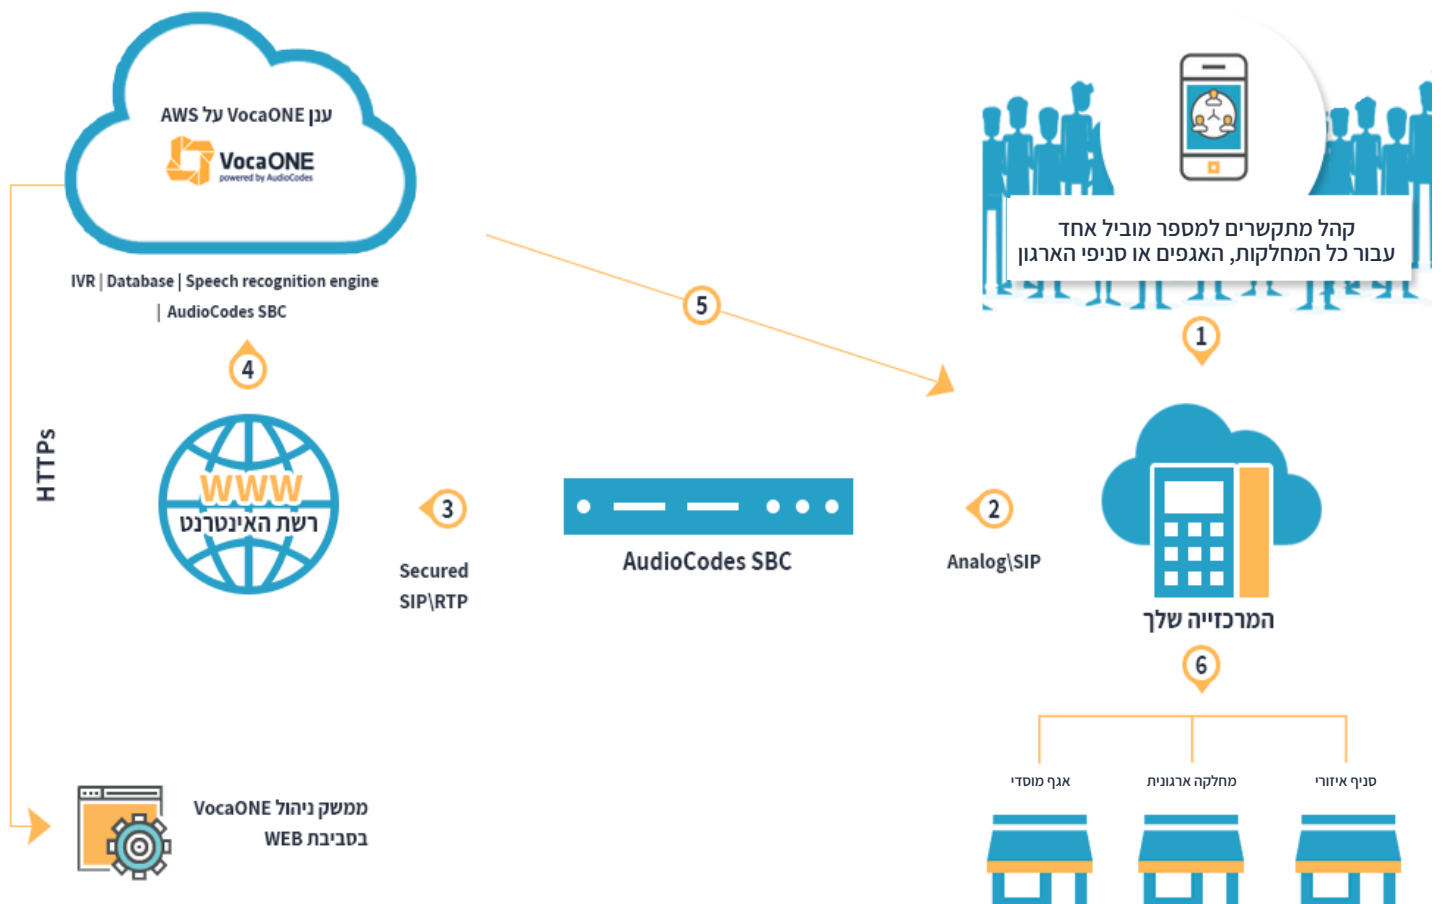 ענן VocaONE על AWS
VocaONE
powered by AudioCodes
IVR | Database | Speech recognition engine
| AudioCodes SBC
קהל מתקשרים למספר מוביל אחד
עבור כל המחלקות, האגפים או סניפי הארגון
1
5
4
HTTPs
WWW
רשת האינטרנט
3
Secured
SIP\RTP
AudioCodes SBC
2
Analog\SIP
המרכזייה שלך
6
סניף איזורי
מחלקה ארגונית
אגף מוסדי
ממשק ניהול VocaONE
בסביבת WEB